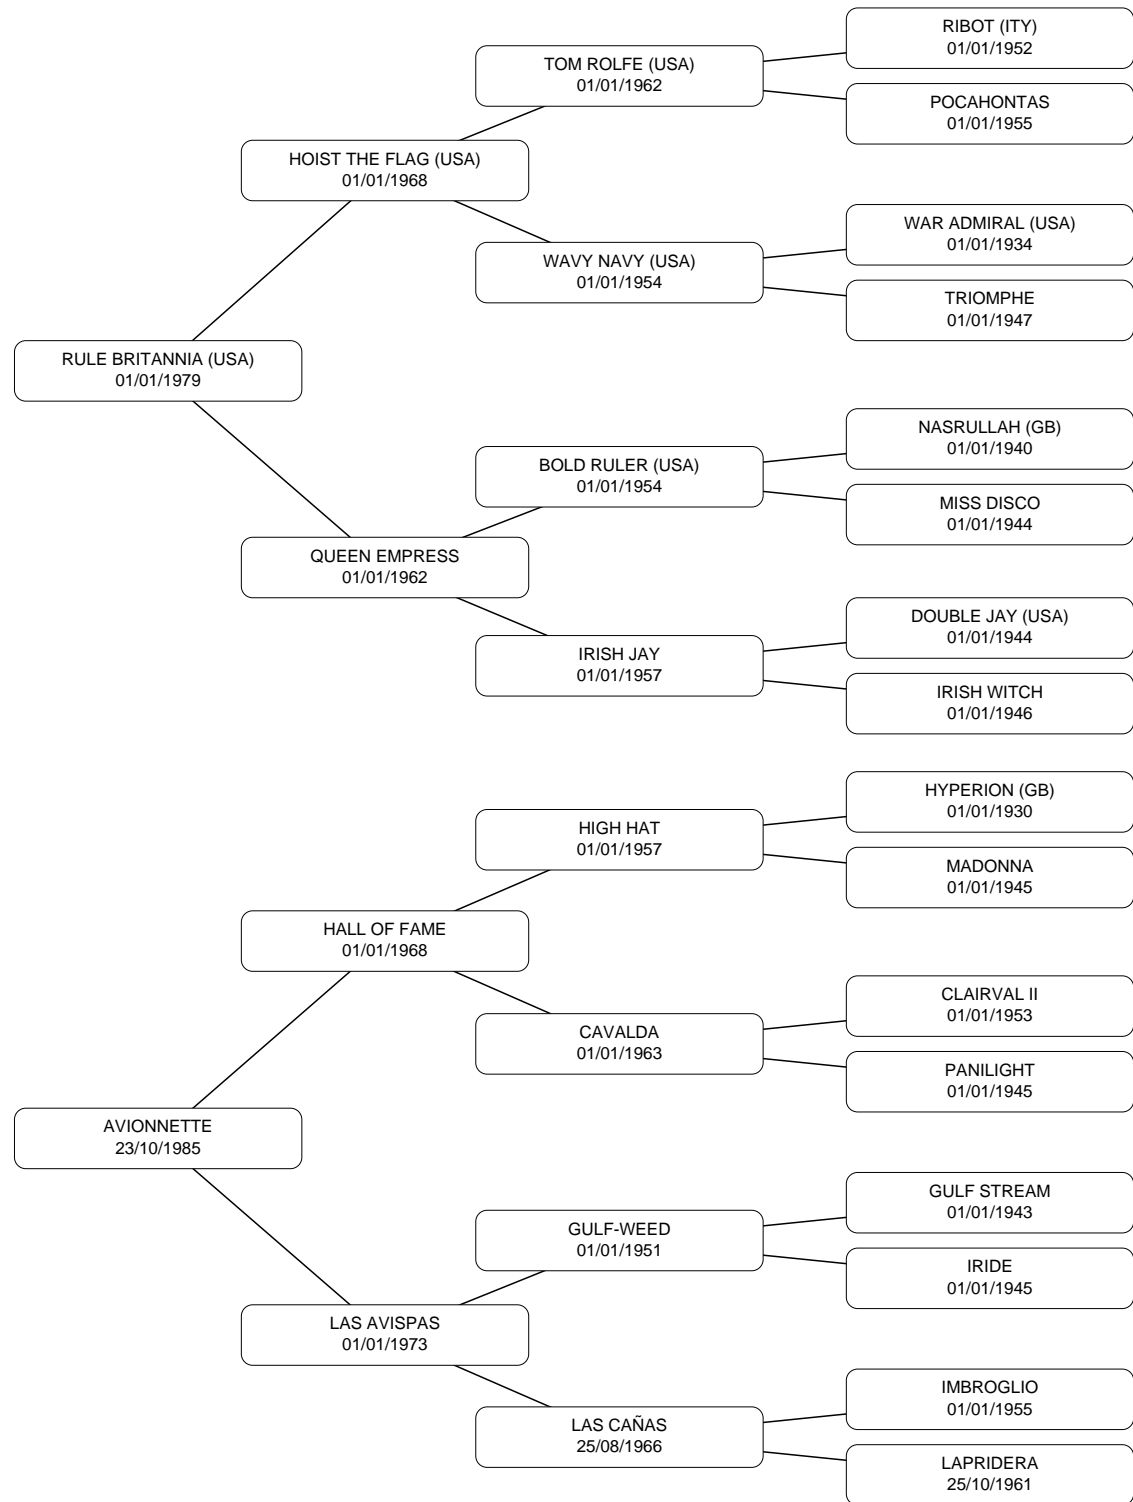 RIBOT (ITY)
01/01/1952
TOM ROLFE (USA)
01/01/1962
POCAHONTAS
01/01/1955
HOIST THE FLAG (USA)
01/01/1968
WAR ADMIRAL (USA)
01/01/1934
WAVY NAVY (USA)
01/01/1954
TRIOMPHE
01/01/1947
RULE BRITANNIA (USA)
01/01/1979
NASRULLAH (GB)
01/01/1940
BOLD RULER (USA)
01/01/1954
MISS DISCO
01/01/1944
QUEEN EMPRESS
01/01/1962
DOUBLE JAY (USA)
01/01/1944
IRISH JAY
01/01/1957
IRISH WITCH
01/01/1946
HYPERION (GB)
01/01/1930
HIGH HAT
01/01/1957
MADONNA
01/01/1945
HALL OF FAME
01/01/1968
CLAIRVAL II
01/01/1953
CAVALDA
01/01/1963
PANILIGHT
01/01/1945
AVIONNETTE
23/10/1985
GULF STREAM
01/01/1943
GULF-WEED
01/01/1951
IRIDE
01/01/1945
LAS AVISPAS
01/01/1973
IMBROGLIO
01/01/1955
LAS CAÑAS
25/08/1966
LAPRIDERA
25/10/1961